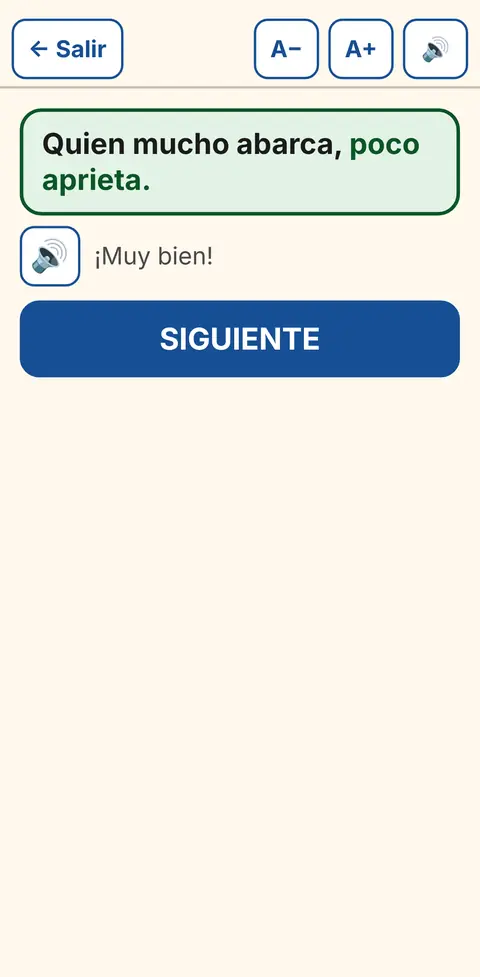 ← Salir
A−
A+
Quien mucho abarca, poco
aprieta.
¡Muy bien!
SIGUIENTE